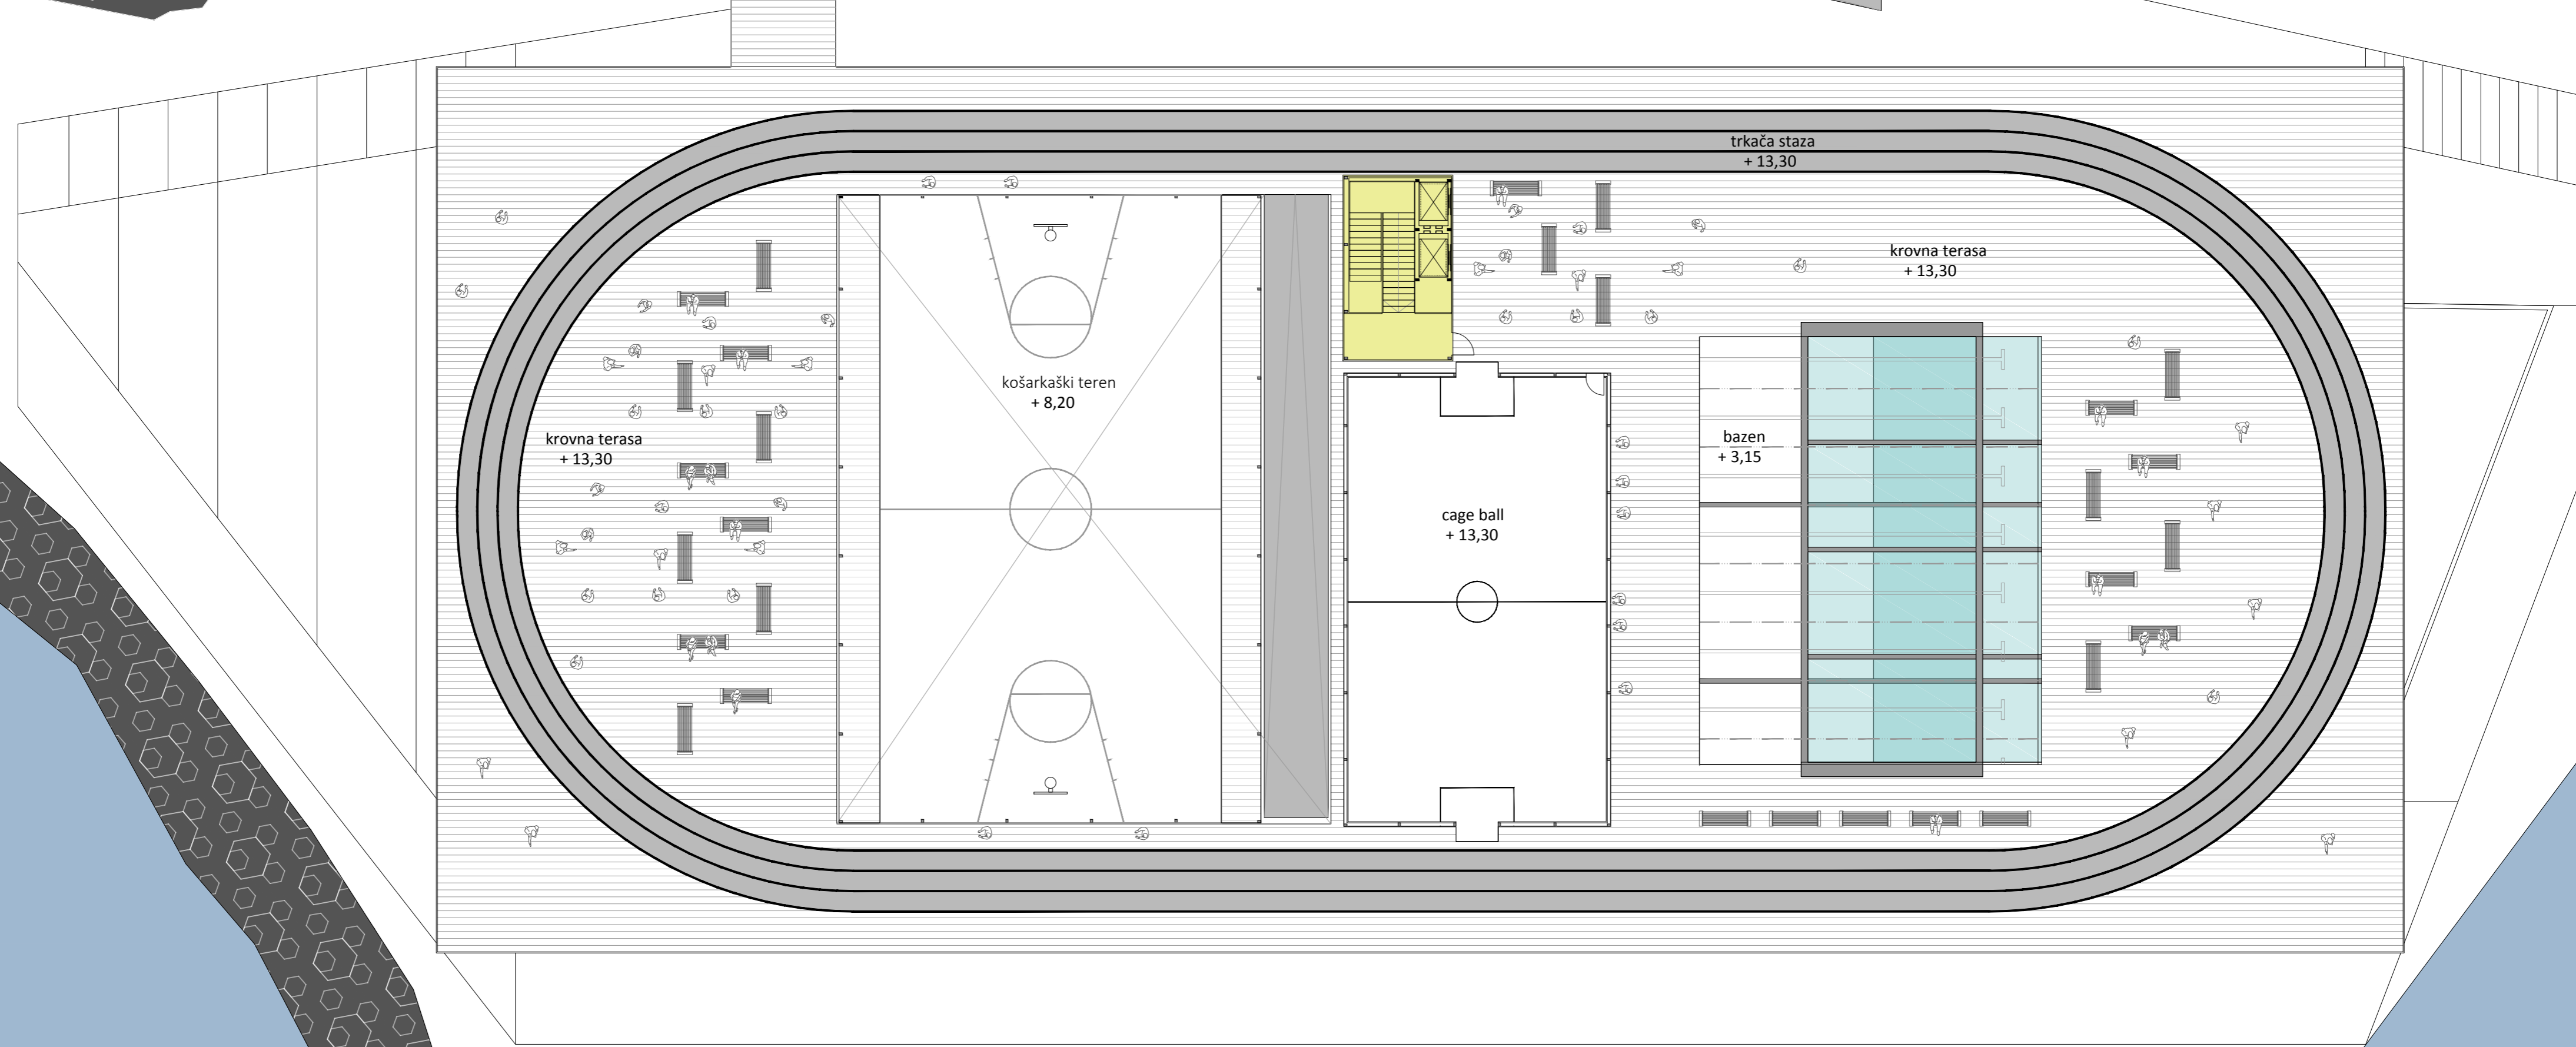 trkača staza
+ 13,30
krovna terasa
+ 13,30
košarkaški teren
+ 8,20
krovna terasa
+ 13,30
bazen
+ 3,15
cage ball
+ 13,30